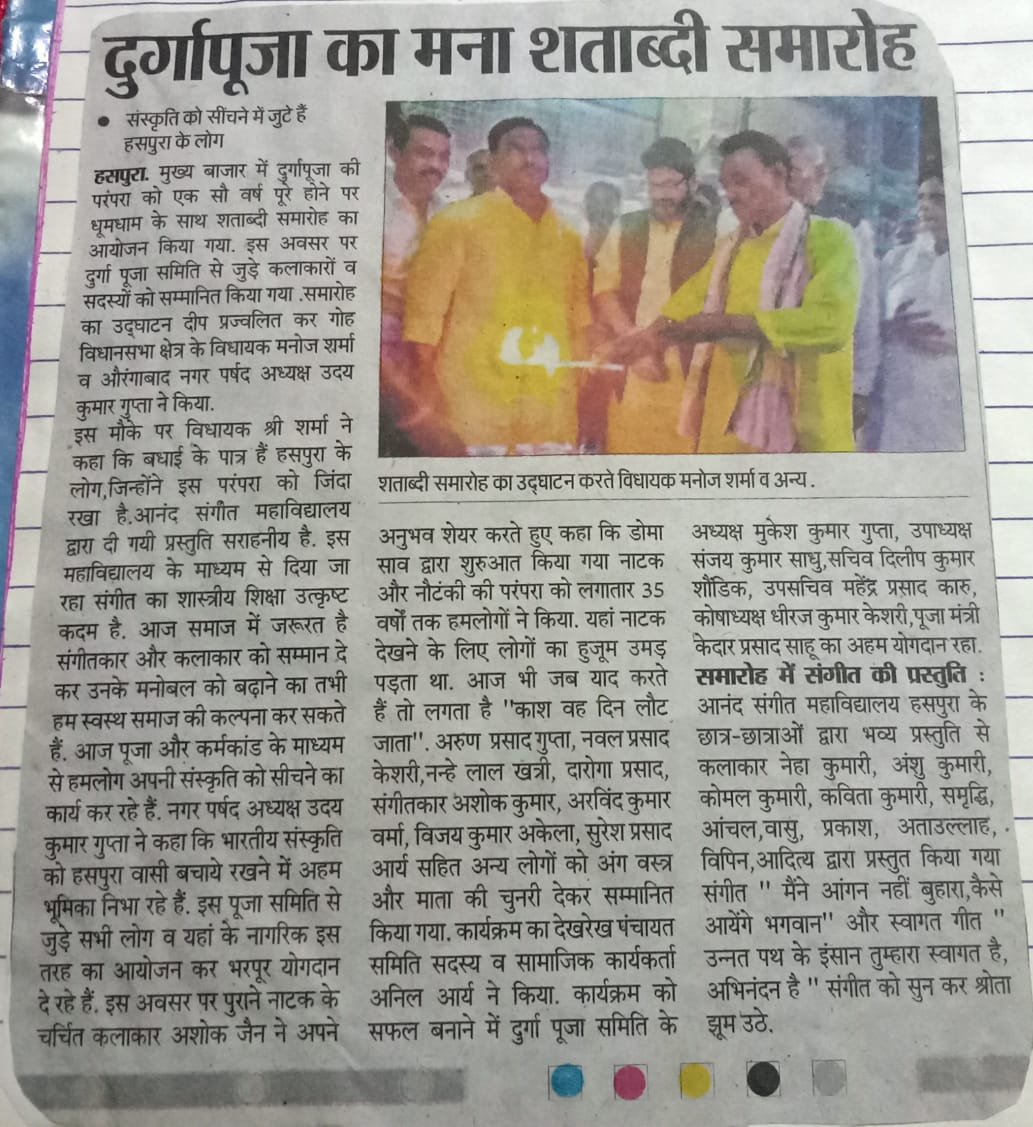 दुर्गापूजा का मना शताब्दी समारोह
• संस्कृति को सींचने में जुटे हैं
हसपुरा के लोग
हसपुरा. मुख्य बाजार में दुर्गापूजा की
परंपरा को एक सौ वर्ष पूरे होने पर
धूमधाम के साथ शताब्दी समारोह का
आयोजन किया गया. इस अवसर पर
दुर्गा पूजा समिति से जुड़े कलाकारों व
सदस्यों को सम्मानित किया गया .समारोह
का उद्घाटन दीप प्रज्वलित कर गोह
विधानसभा क्षेत्र के विधायक मनोज शर्मा
व औरंगाबाद नगर पर्षद अध्यक्ष उदय
कुमार गुप्ता ने किया.
इस मौके पर विधायक श्री शर्मा ने
कहा कि बधाई के पात्र हैं हसपुरा के
लोग,जिन्होंने इस परंपरा को जिंदा
रखा है.आनंद संगीत महाविद्यालय
द्वारा दी गयी प्रस्तुति सराहनीय है. इस
महाविद्यालय के माध्यम से दिया जा
रहा संगीत का शास्त्रीय शिक्षा उत्कृष्ट
कदम है. आज समाज में जरूरत है
संगीतकार और कलाकार को सम्मान दे
कर उनके मनोबल को बढ़ाने का तभी
हम स्वस्थ समाज की कल्पना कर सकते
हैं. आज पूजा और कर्मकांड के माध्यम
से हमलोग अपनी संस्कृति को सीचने का
कार्य कर रहे हैं. नगर पर्षद अध्यक्ष उदय
कुमार गुप्ता ने कहा कि भारतीय संस्कृति
को हसपुरा वासी बचाये रखने में अहम
भूमिका निभा रहे हैं. इस पूजा समिति से
जुड़े सभी लोग व यहां के नागरिक इस
तरह का आयोजन कर भरपूर योगदान
दे रहे हैं. इस अवसर पर पुराने नाटक के
चर्चित कलाकार अशोक जैन ने अपने
शताब्दी समारोह का उद्घाटन करते विधायक मनोज शर्मा व अन्य .
अनुभव शेयर करते हुए कहा कि डोमा
साव द्वारा शुरुआत किया गया नाटक
और नौटंकी की परंपरा को लगातार 35
वर्षों तक हमलोगों ने किया. यहां नाटक
देखने के लिए लोगों का हुजूम उमड़
पड़ता था. आज भी जब याद करते
हैं तो लगता है "काश वह दिन लौट
जाता". अरुण प्रसाद गुप्ता, नवल प्रसाद
केशरी,नन्हे लाल खत्री, दारोगा प्रसाद,
संगीतकार अशोक कुमार, अरविंद कुमार
वर्मा, विजय कुमार अकेला, सुरेश प्रसाद
आर्य सहित अन्य लोगों को अंग वस्त्र
और माता की चुनरी देकर सम्मानित
किया गया. कार्यक्रम का देखरेख पंचायत
समिति सदस्य व सामाजिक कार्यकर्ता
अनिल आर्य ने किया. कार्यक्रम को
सफल बनाने में दुर्गा पूजा समिति के
अध्यक्ष मुकेश कुमार गुप्ता, उपाध्यक्ष
संजय कुमार साधु,सचिव दिलीप कुमार
शौंडिक, उपसचिव महेंद्र प्रसाद कारु,
कोषाध्यक्ष धीरज कुमार केशरी,पूजा मंत्री
केदार प्रसाद साहू का अहम योगदान रहा.
समारोह में संगीत की प्रस्तुति :
आनंद संगीत महाविद्यालय हसपुरा के
छात्र-छात्राओं द्वारा भव्य प्रस्तुति से
कलाकार नेहा कुमारी, अंशु कुमारी,
कोमल कुमारी, कविता कुमारी, समृद्धि,
आंचल,वासु, प्रकाश, अताउल्लाह,
विपिन,आदित्य द्वारा प्रस्तुत किया गया
संगीत " मैंने आंगन नहीं बुहारा,कैसे
आयेंगे भगवान" और स्वागत गीत "
उन्नत पथ के इंसान तुम्हारा स्वागत है,
अभिनंदन है " संगीत को सुन कर श्रोता
झूम उठे.